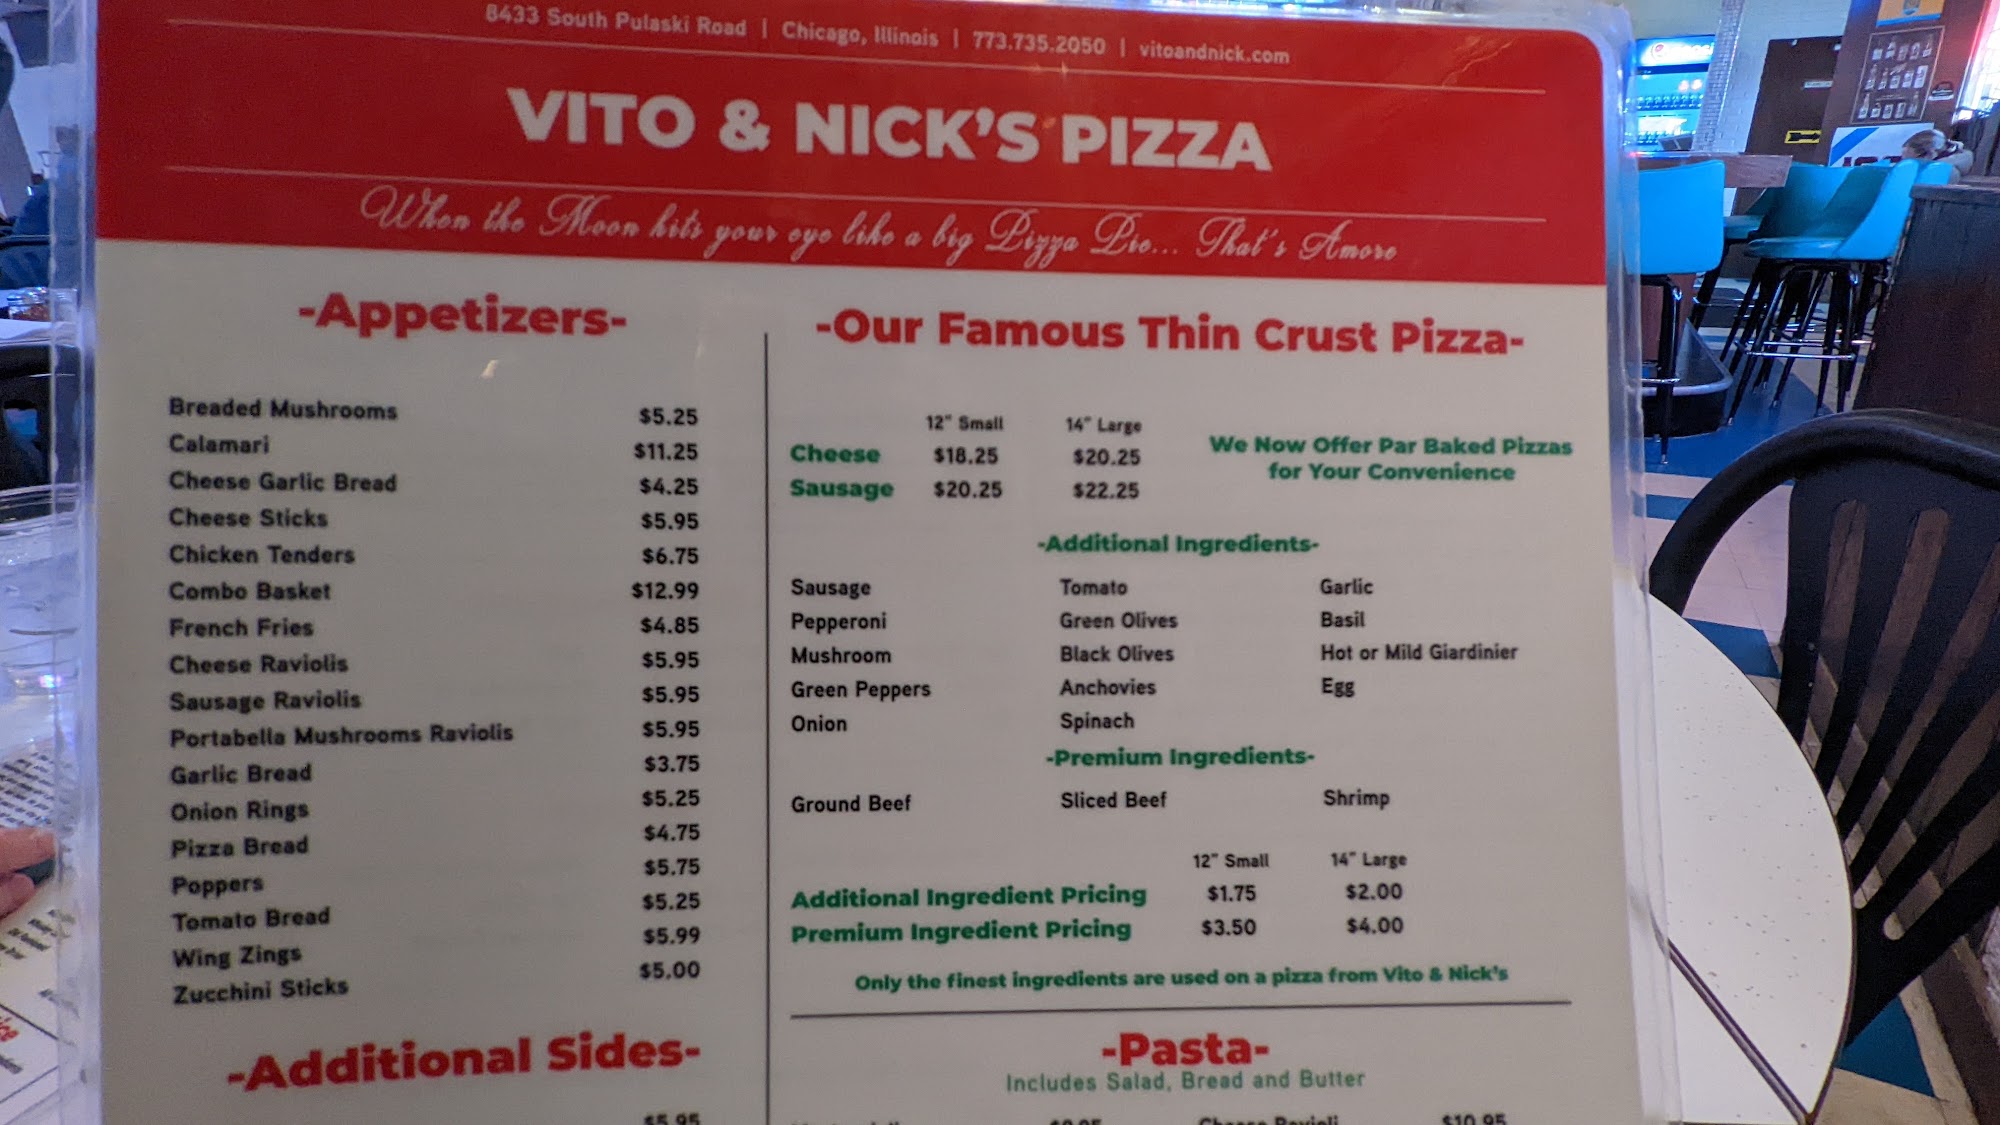 8433 South Pulaski Road | Chicago, Illinois | 773.735.2050 | vitoandnick.com
VITO & NICK'S PIZZA
When the Moon hits your eye like a big Pizza Pie... That's Amore
-Appetizers-
Breaded Mushrooms $5.25
Calamari $11.25
Cheese Garlic Bread $4.25
Cheese Sticks $5.95
Chicken Tenders $6.75
Combo Basket $12.99
French Fries $4.85
Cheese Raviolis $5.95
Sausage Raviolis $5.95
Portabella Mushrooms Raviolis $5.95
Garlic Bread $3.75
Onion Rings $5.25
Pizza Bread $4.75
Poppers $5.75
Tomato Bread $5.25
Wing Zings $5.99
Zucchini Sticks $5.00
-Additional Sides-
$5.95
-Our Famous Thin Crust Pizza-
12" Small 14" Large
Cheese $18.25 $20.25
Sausage $20.25 $22.25
We Now Offer Par Baked Pizzas
for Your Convenience
-Additional Ingredients-
Sausage Tomato Garlic
Pepperoni Green Olives Basil
Mushroom Black Olives Hot or Mild Giardinier
Green Peppers Anchovies Egg
Onion Spinach
-Premium Ingredients-
Ground Beef Sliced Beef Shrimp
12" Small 14" Large
Additional Ingredient Pricing $1.75 $2.00
Premium Ingredient Pricing $3.50 $4.00
Only the finest ingredients are used on a pizza from Vito & Nick's
-Pasta-
Includes Salad, Bread and Butter
Cheese Ravioli $10.95